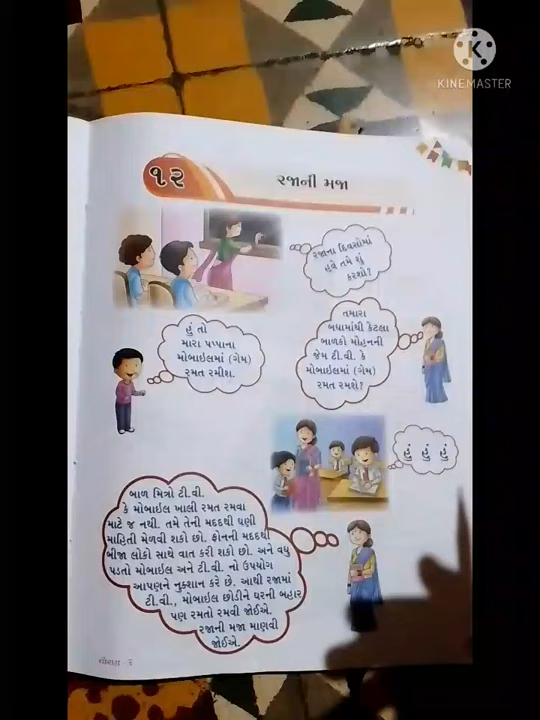 KINEMASTER
૧૨
રજાની મજા
રજાના દિવસોમાં
હવે તમે શું
કરશો?
હું તો
મારા પપ્પાના
મોબાઇલમાં (ગેમ)
રમત રમીશ.
તમારા
બધામાંથી કેટલા
બાળકો મોહનની
જેમ ટી.વી. કે
મોબાઇલમાં (ગેમ)
રમત રમશે?
હું હું હું
બાળ મિત્રો ટી.વી.
કે મોબાઇલ ખાલી રમત રમવા
માટે જ નથી. તમે તેની મદદથી ઘણી
માહિતી મેળવી શકો છો. ફોનની મદદથી
બીજા લોકો સાથે વાત કરી શકો છો. અને વધુ
પડતો મોબાઇલ અને ટી.વી. નો ઉપયોગ
આપણને નુકશાન કરે છે. આથી રજામાં
ટી.વી., મોબાઇલ છોડીને ઘરની બહાર
પણ રમતો રમવી જોઈએ.
રજાની મજા માણવી
જોઈએ.